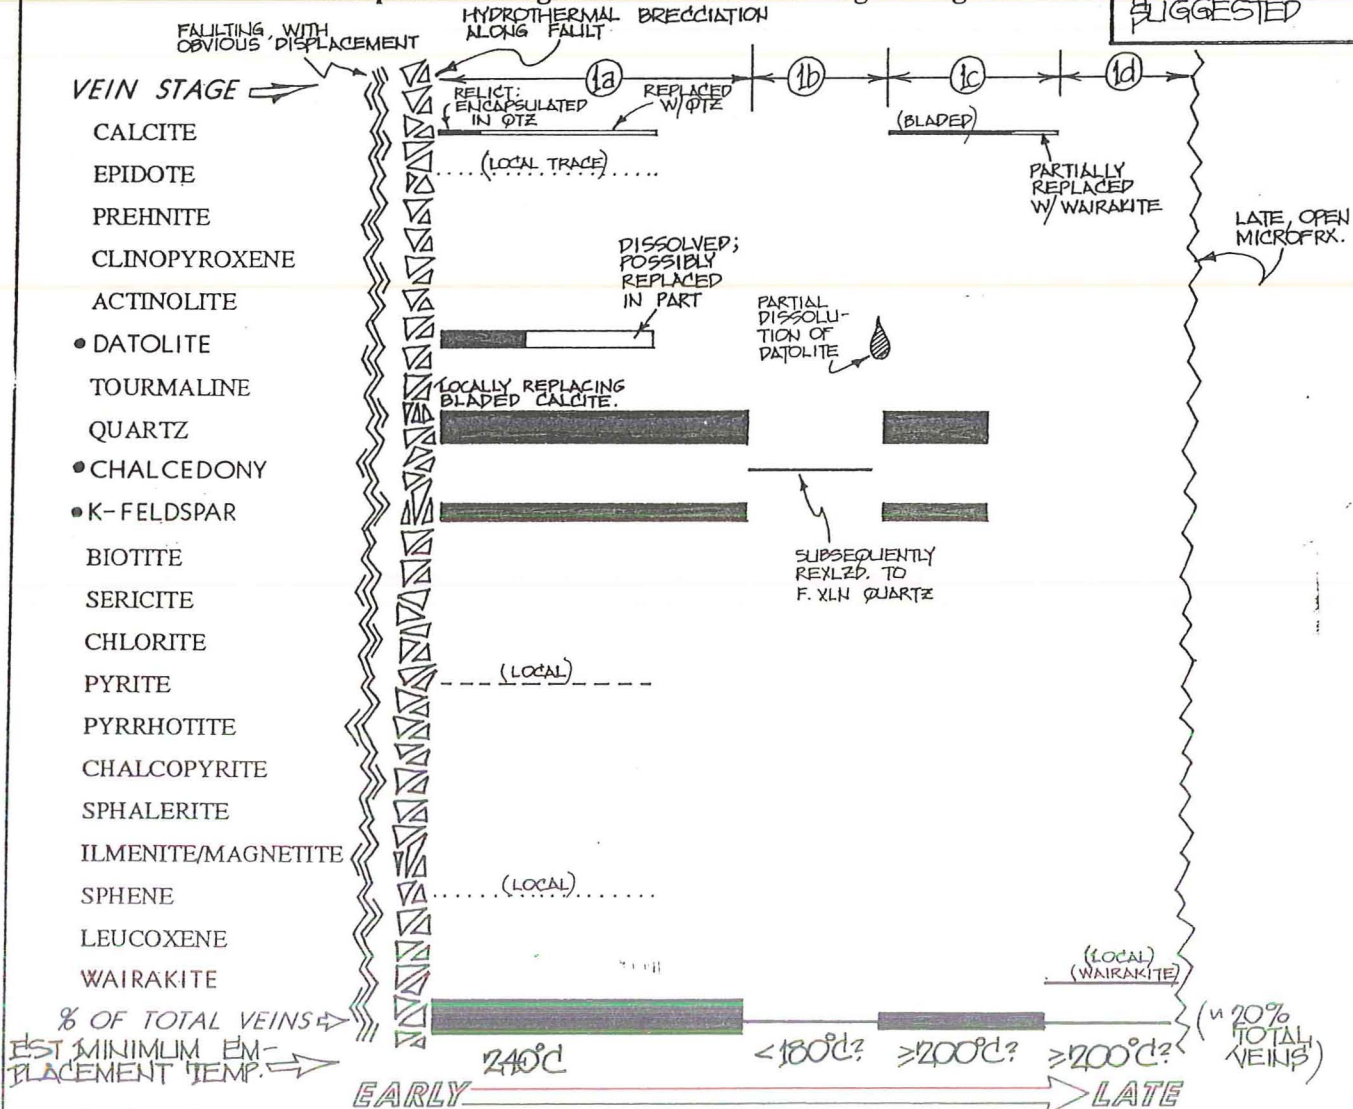 SUGGESTED
FAULTING, WITH
OBVIOUS DISPLACEMENT
HYDROTHERMAL BRECCIATION
ALONG FAULT
VEIN STAGE
1a
1b
1c
1d
RELICT:
ENCAPSULATED
IN QTZ
REPLACED
W/QTZ
CALCITE
(BLADED)
EPIDOTE
(LOCAL TRACE)
PARTIALLY
REPLACED
W/ WAIRAKITE
PREHNITE
LATE, OPEN
MICROFRX.
CLINOPYROXENE
DISSOLVED;
POSSIBLY
REPLACED
IN PART
ACTINOLITE
PARTIAL
DISSOLU-
TION OF
DATOLITE
• DATOLITE
TOURMALINE
LOCALLY REPLACING
BLADED CALCITE.
QUARTZ
• CHALCEDONY
• K-FELDSPAR
BIOTITE
SUBSEQUENTLY
REXLZD. TO
F. XLN QUARTZ
SERICITE
CHLORITE
PYRITE
(LOCAL)
PYRRHOTITE
CHALCOPYRITE
SPHALERITE
ILMENITE/MAGNETITE
SPHENE
(LOCAL)
LEUCOXENE
WAIRAKITE
(LOCAL)
(WAIRAKITE)
% OF TOTAL VEINS
(~ 20%
TOTAL
VEINS)
EST. MINIMUM EM-
PLACEMENT TEMP.
240°C
<180°C?
≥200°C?
≥200°C?
EARLY
LATE